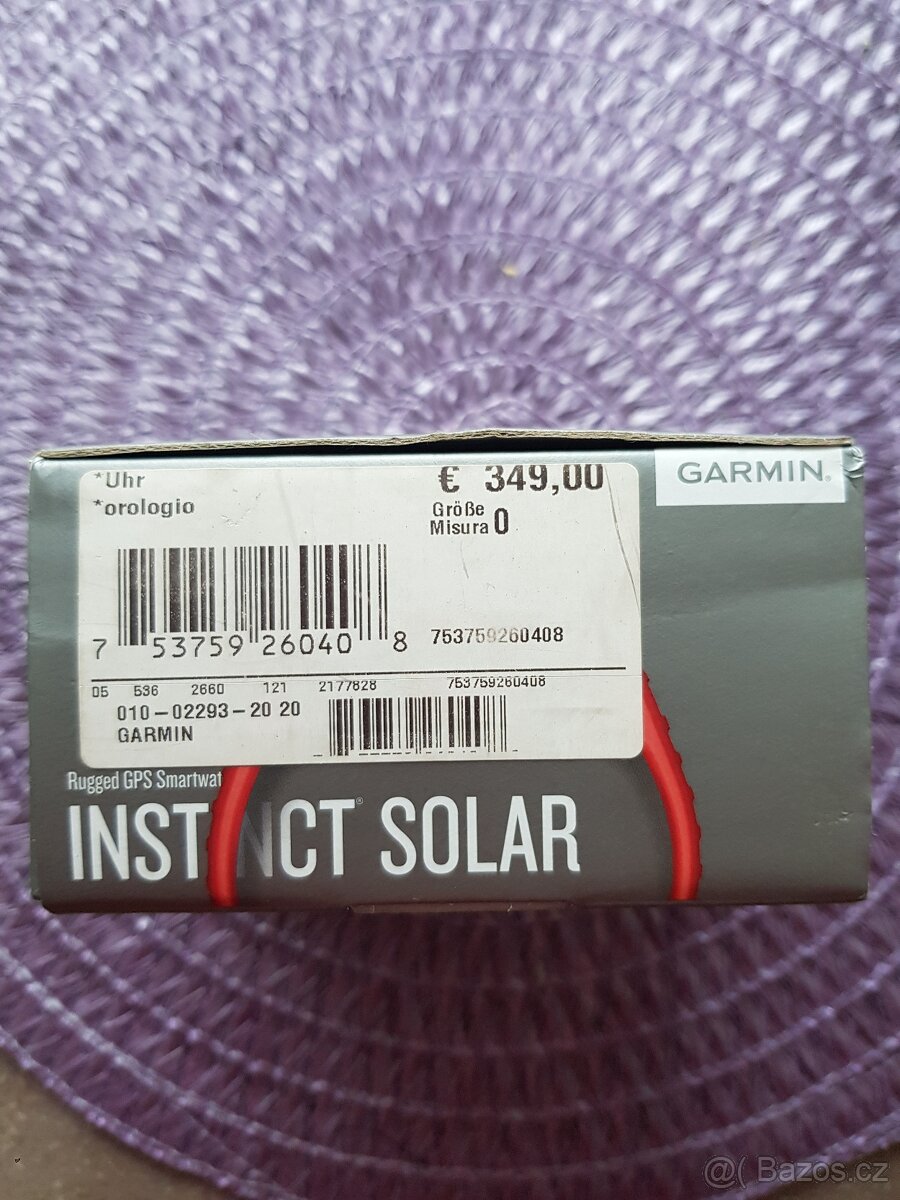 *Uhr
*orologio
€ 349,00
Größe
Misura 0
GARMIN®
7 53759 26040 8
753759260408
05 536 2660 121 2177828 753759260408
010-02293-20 20
GARMIN
Rugged GPS Smartwat
INSTINCT® SOLAR
@( Bazos.cz